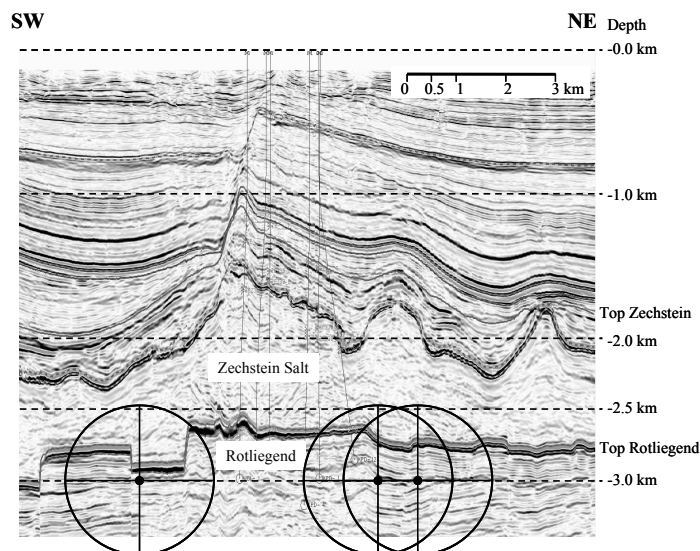 SW
NE
Depth
-0.0 km
0 0.5 1 2 3 km
-1.0 km
Top Zechstein
-2.0 km
Zechstein Salt
-2.5 km
Top Rotliegend
Rotliegend
-3.0 km